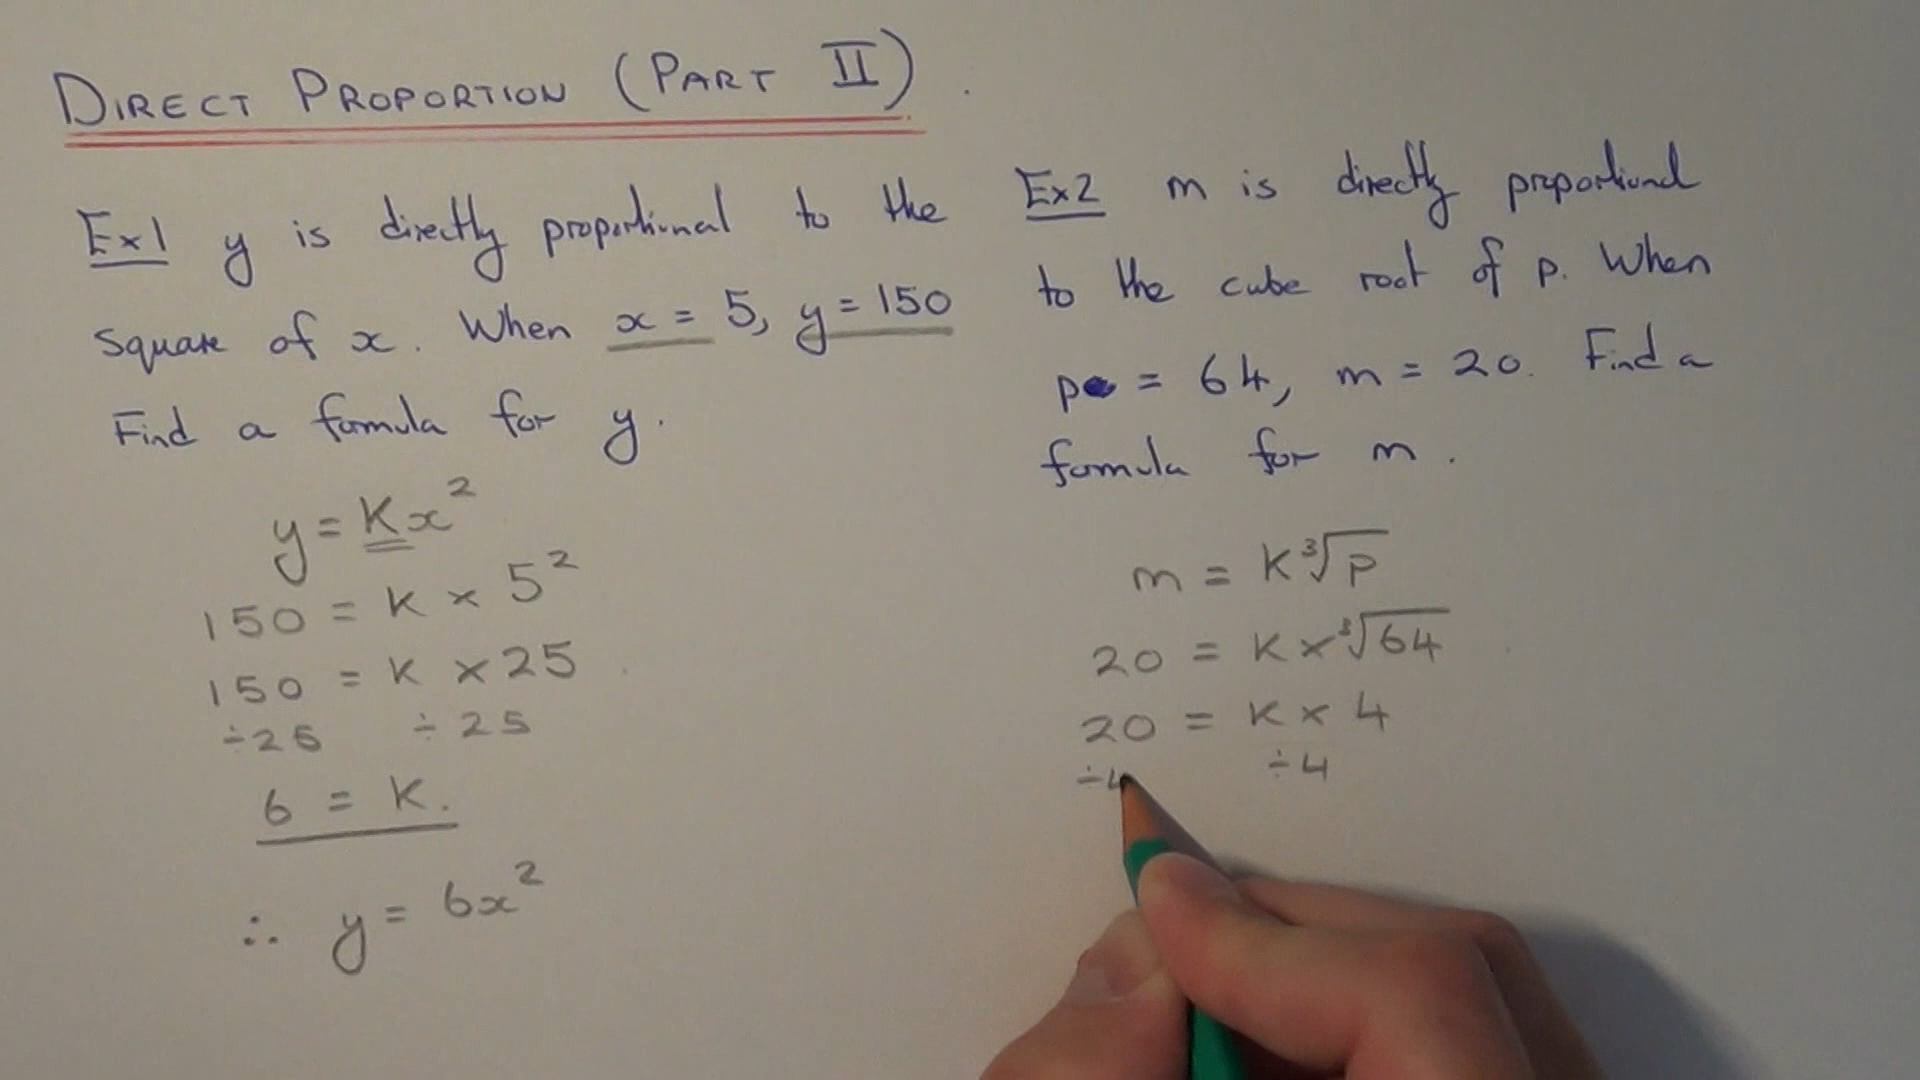 DIRECT PROPORTION (PART II)
Ex1 y is directly proportional to the
square of x. When x = 5, y = 150
Find a formula for y.
y = Kx²
150 = K × 5²
150 = K × 25
÷25 ÷25
6 = K.
∴ y = 6x²
Ex2 m is directly proportional
to the cube root of p. When
p = 64, m = 20. Find a
formula for m.
m = K∛p
20 = K×∛64
20 = K × 4
÷4 ÷4